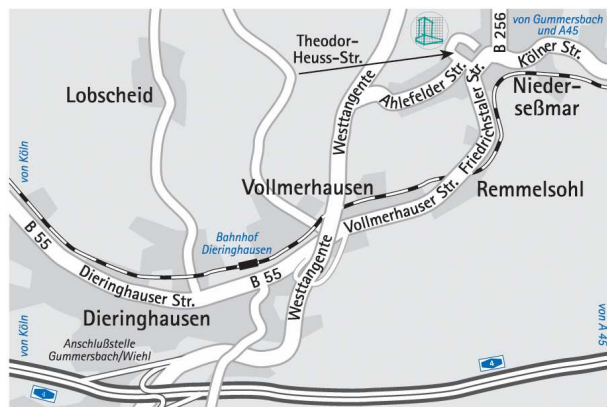 von Gummersbach
und A45
B 256
Kölner Str.
Theodor-
Heuss-Str.
Ahlefelder Str.
Nieder-
seßmar
Lobscheid
Westtangente
Friedrichstaler Str.
von Köln
Vollmerhausen
Remmelsohl
Vollmerhauser Str.
B 55
Bahnhof
Dieringhausen
B 55
Dieringhauser Str.
Westtangente
Dieringhausen
von Köln
von A 45
Anschlußstelle
Gummersbach/Wiehl
4
4